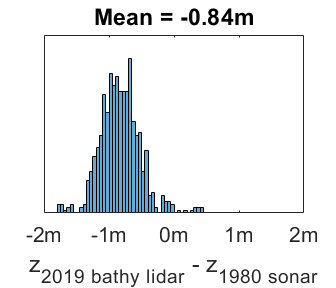 Mean = -0.84m
-2m -1m 0m 1m 2m
z2019 bathy lidar - z1980 sonar